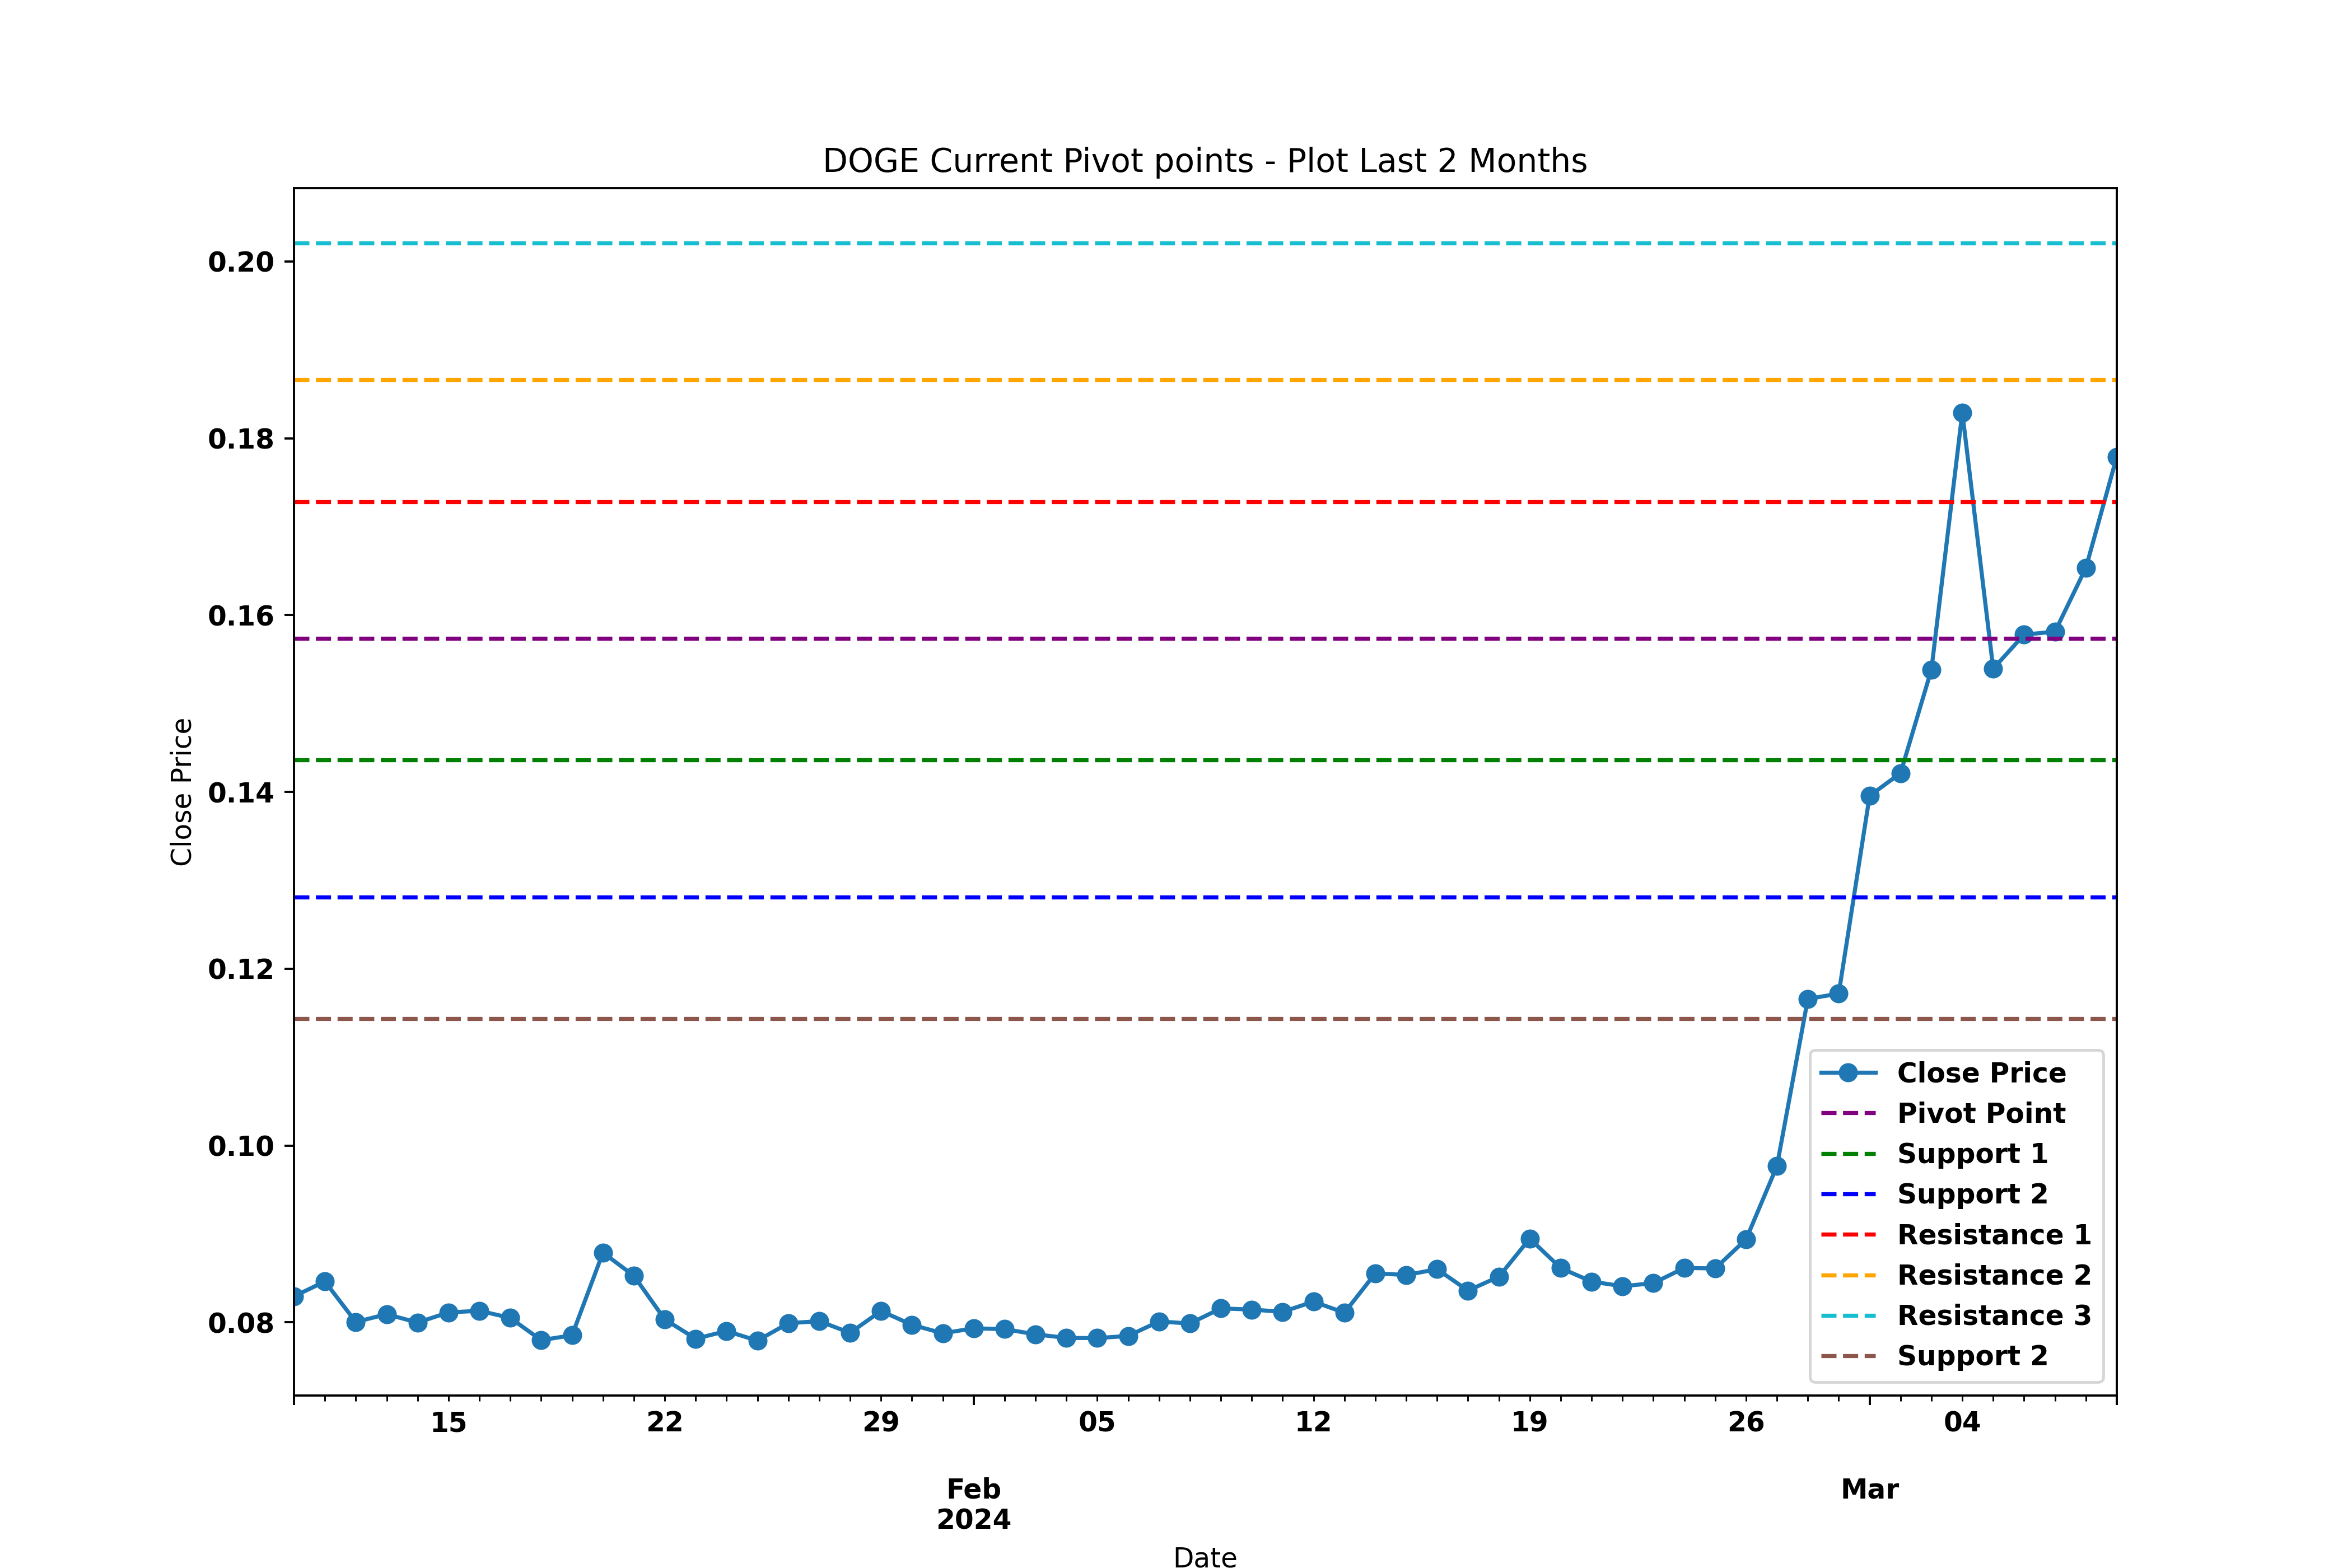 DOGE Current Pivot points - Plot Last 2 Months
0.20
0.18
0.16
0.14
0.12
0.10
0.08
Close Price
Close Price
Pivot Point
Support 1
Support 2
Resistance 1
Resistance 2
Resistance 3
Support 2
15 22 29 05 12 19 26 04
Feb Mar
2024
Date